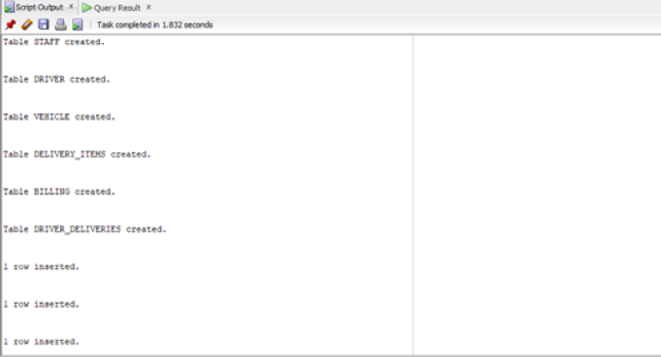 Script Output x Query Result x
Task completed in 1.832 seconds
Table STAFF created.
Table DRIVER created.
Table VEHICLE created.
Table DELIVERY_ITEMS created.
Table BILLING created.
Table DRIVER_DELIVERIES created.
1 row inserted.
1 row inserted.
1 row inserted.